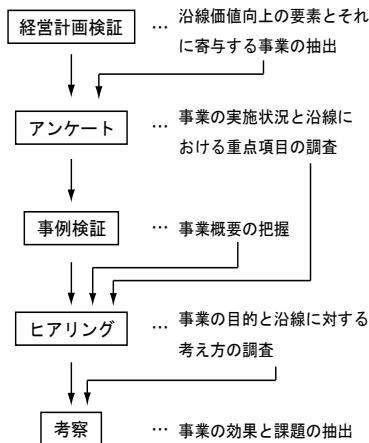 経営計画検証 … 沿線価値向上の要素とそれ
に寄与する事業の抽出
アンケート … 事業の実施状況と沿線に
おける重点項目の調査
事例検証 … 事業概要の把握
ヒアリング … 事業の目的と沿線に対する
考え方の調査
考察 … 事業の効果と課題の抽出